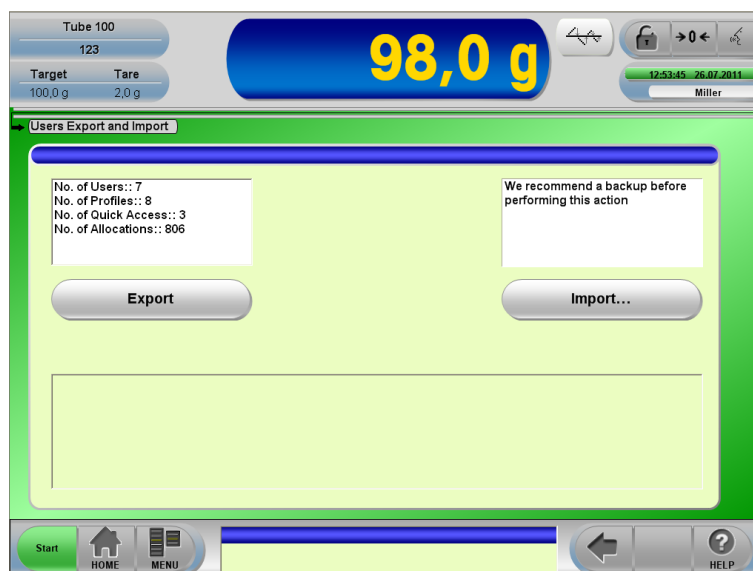 Tube 100
123
Target Tare
100,0 g 2,0 g
98,0 g
→0←
12:53:45 26.07.2011
Miller
Users Export and Import
No. of Users:: 7
No. of Profiles:: 8
No. of Quick Access:: 3
No. of Allocations:: 806
We recommend a backup before
performing this action
Export
Import...
Start
HOME
MENU
HELP